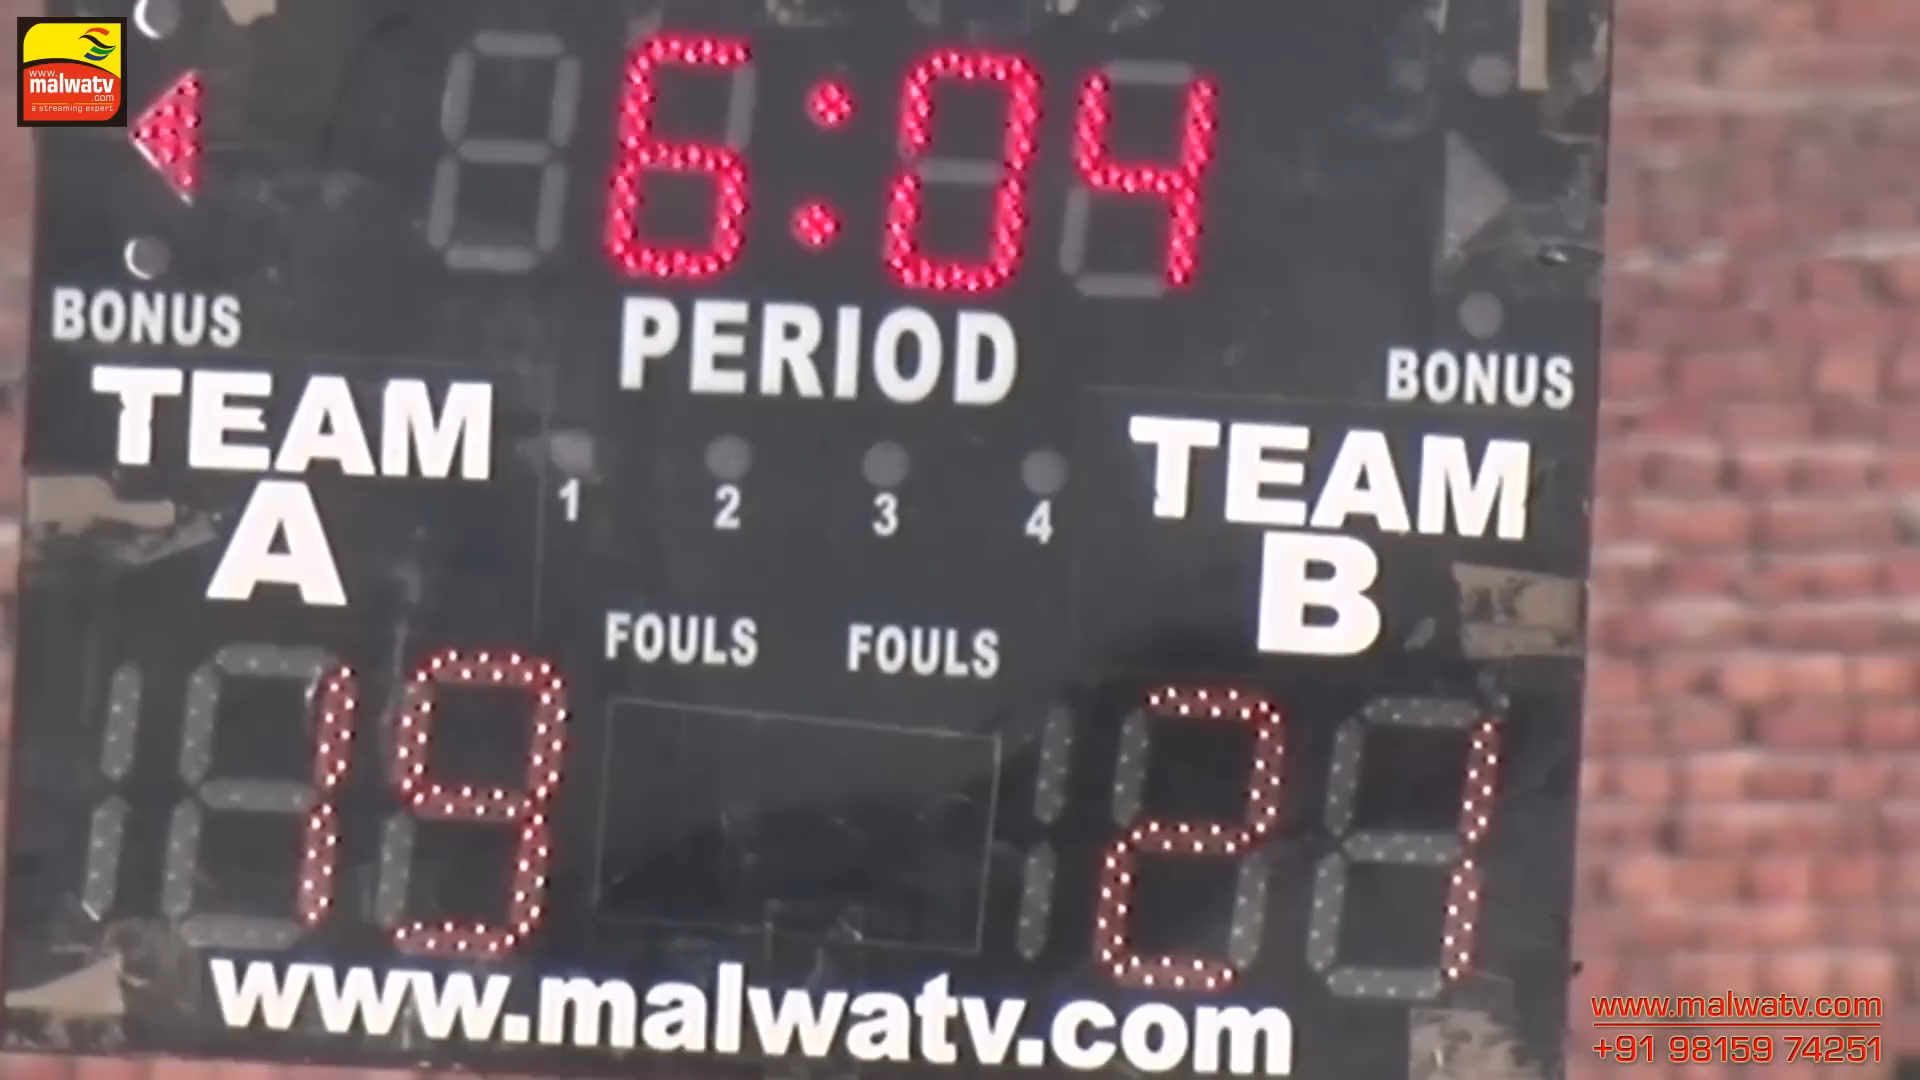 www.
malwatv
.com
a streaming expert
6:04
BONUS
PERIOD
BONUS
TEAM
A
1 2 3 4
TEAM
B
FOULS FOULS
19
21
www.malwatv.com
www.malwatv.com
+91 98159 74251